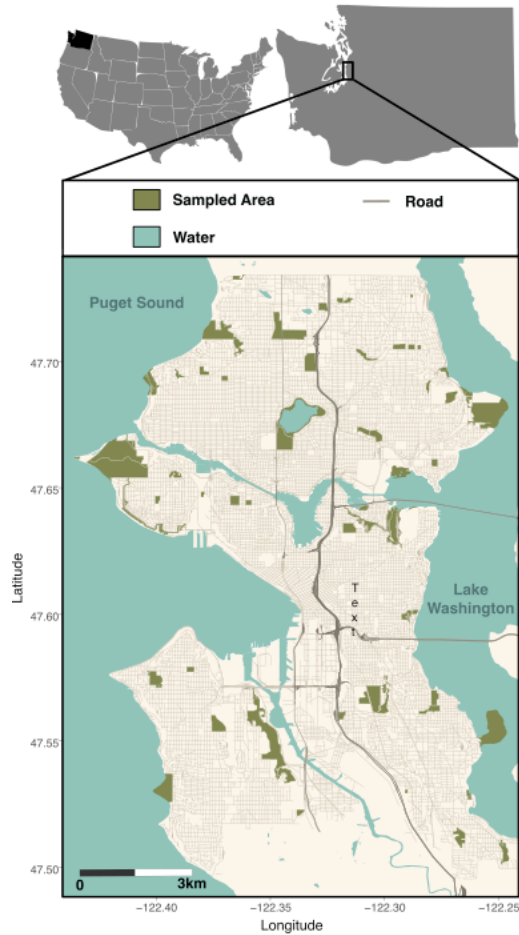 Sampled Area
Road
Water
Puget Sound
47.70
47.65
Latitude
47.60
Text
Lake
Washington
47.55
47.50
0
3km
−122.40
−122.35
−122.30
−122.25
Longitude